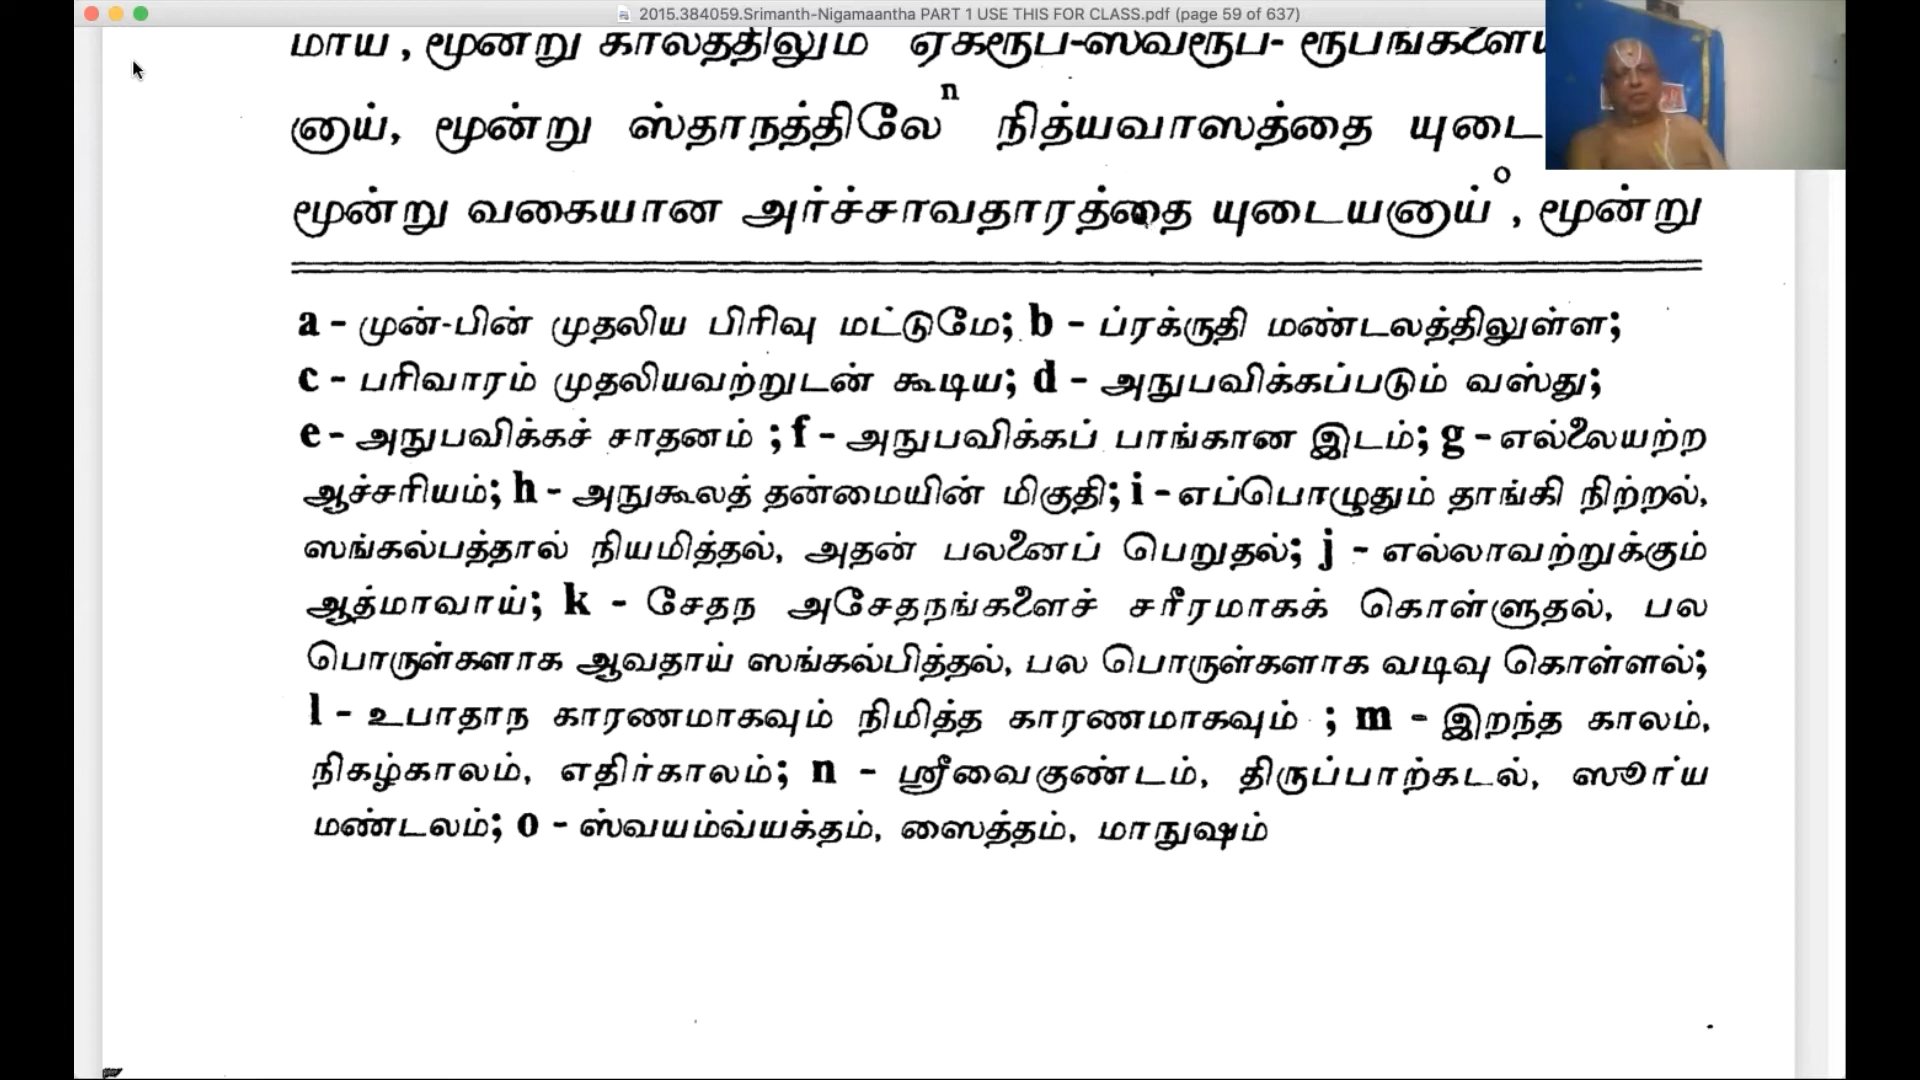 2015.384059.Srimanth-Nigamaantha PART 1 USE THIS FOR CLASS.pdf (page 59 of 637)
மாய, மூன்று காலத்திலும் ஏகரூப-ஸ்வரூப- ரூபங்களை
னாய், மூன்று ஸ்தாநத்திலே n நித்யவாஸத்தை யுடை
மூன்று வகையான அர்ச்சாவதாரத்தை யுடையனாய் o, மூன்று
a - முன்-பின் முதலிய பிரிவு மட்டுமே; b - ப்ரக்ருதி மண்டலத்திலுள்ள;
c - பரிவாரம் முதலியவற்றுடன் கூடிய; d - அநுபவிக்கப்படும் வஸ்து;
e - அநுபவிக்கச் சாதனம் ; f - அநுபவிக்கப் பாங்கான இடம்; g - எல்லையற்ற
ஆச்சரியம்; h - அநுகூலத் தன்மையின் மிகுதி; i - எப்பொழுதும் தாங்கி நிற்றல்,
ஸங்கல்பத்தால் நியமித்தல், அதன் பலனைப் பெறுதல்; j - எல்லாவற்றுக்கும்
ஆத்மாவாய்; k - சேதந அசேதநங்களைச் சரீரமாகக் கொள்ளுதல், பல
பொருள்களாக ஆவதாய் ஸங்கல்பித்தல், பல பொருள்களாக வடிவு கொள்ளல்;
l - உபாதாந காரணமாகவும் நிமித்த காரணமாகவும் ; m - இறந்த காலம்,
நிகழ்காலம், எதிர்காலம்; n - ஸ்ரீவைகுண்டம், திருப்பாற்கடல், ஸூர்ய
மண்டலம்; o - ஸ்வயம்வ்யக்தம், ஸைத்தம், மாநுஷம்